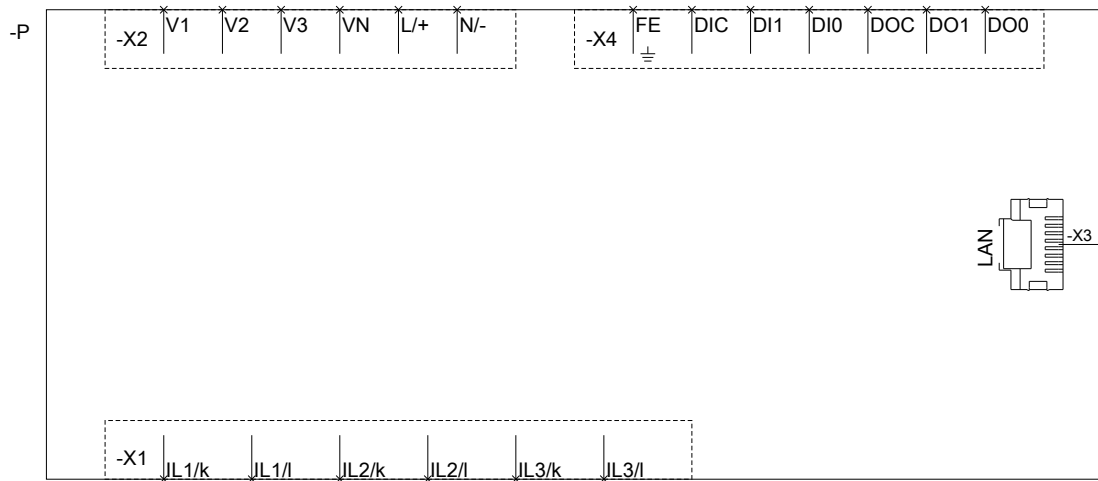 -P
-X2 V1 V2 V3 VN L/+ N/-
-X4 FE DIC DI1 DI0 DOC DO1 DO0
LAN
-X3
-X1 IL1/k IL1/l IL2/k IL2/l IL3/k IL3/l